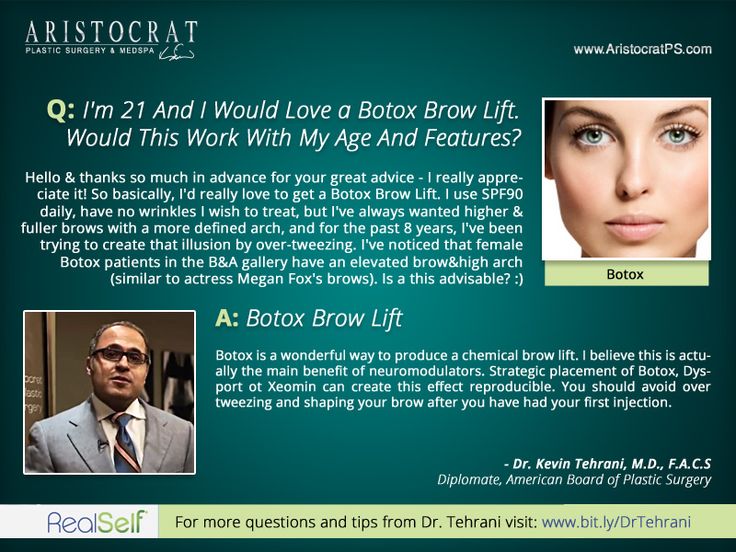 ARISTOCRAT
PLASTIC SURGERY & MEDSPA
www.AristocratPS.com
Q: I'm 21 And I Would Love a Botox Brow Lift.
Would This Work With My Age And Features?
Hello & thanks so much in advance for your great advice - I really appre-
ciate it! So basically, I'd really love to get a Botox Brow Lift. I use SPF90
daily, have no wrinkles I wish to treat, but I've always wanted higher &
fuller brows with a more defined arch, and for the past 8 years, I've been
trying to create that illusion by over-tweezing. I've noticed that female
Botox patients in the B&A gallery have an elevated brow&high arch
(similar to actress Megan Fox's brows). Is a this advisable? :)
Botox
A: Botox Brow Lift
Botox is a wonderful way to produce a chemical brow lift. I believe this is actu-
ally the main benefit of neuromodulators. Strategic placement of Botox, Dys-
port ot Xeomin can create this effect reproducible. You should avoid over
tweezing and shaping your brow after you have had your first injection.
- Dr. Kevin Tehrani, M.D., F.A.C.S
Diplomate, American Board of Plastic Surgery
RealSelf
For more questions and tips from Dr. Tehrani visit: www.bit.ly/DrTehrani